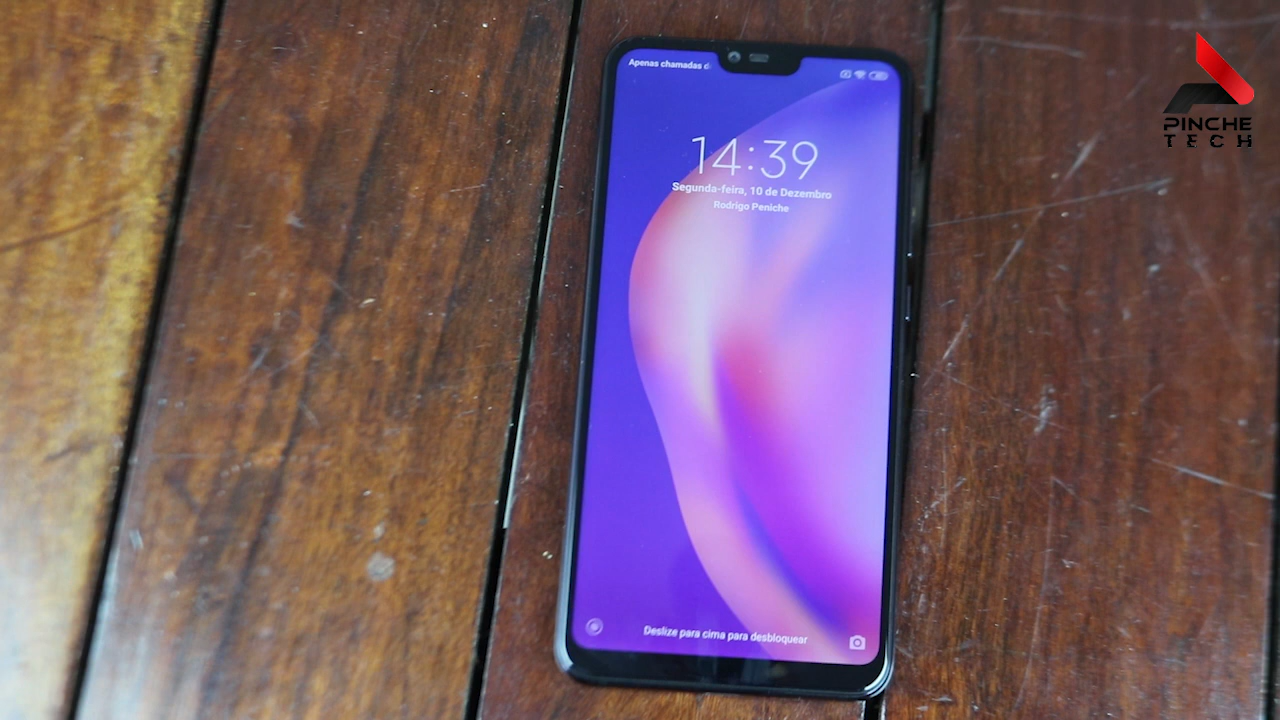 Apenas chamadas d
14:39
Segunda-feira, 10 de Dezembro
Rodrigo Peniche
Deslize para cima para desbloquear
PINCHE
TECH